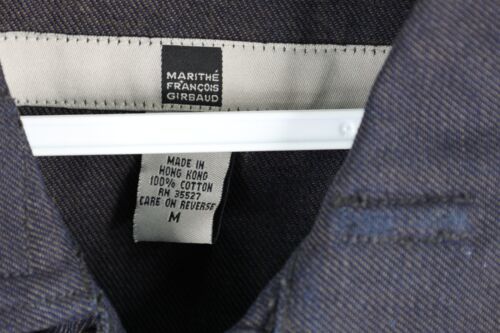 MARITHÉ
FRANÇOIS
GIRBAUD
MADE IN
HONG KONG
100% COTTON
RN 35527
CARE ON REVERSE
M